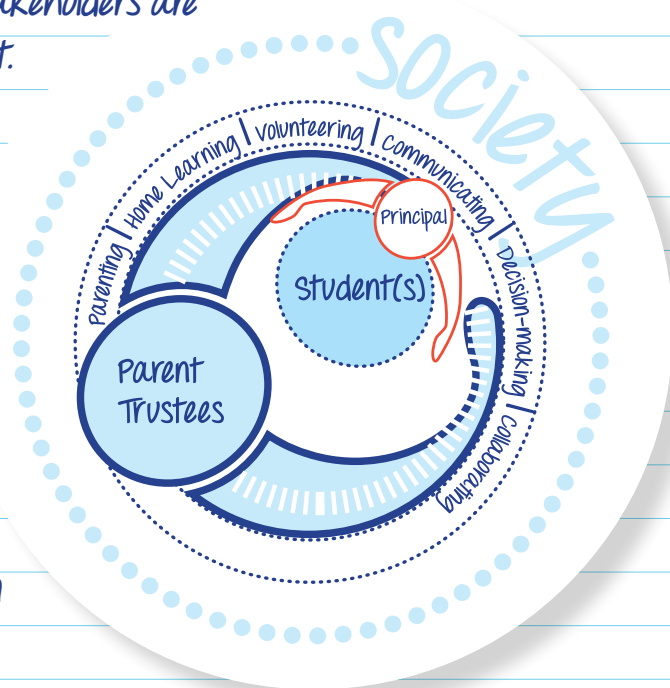 akeholders are
t.
society
Parenting | Home Learning | Volunteering | Communicating | Decision-making | Collaborating
Principal
Student(s)
Parent
Trustees